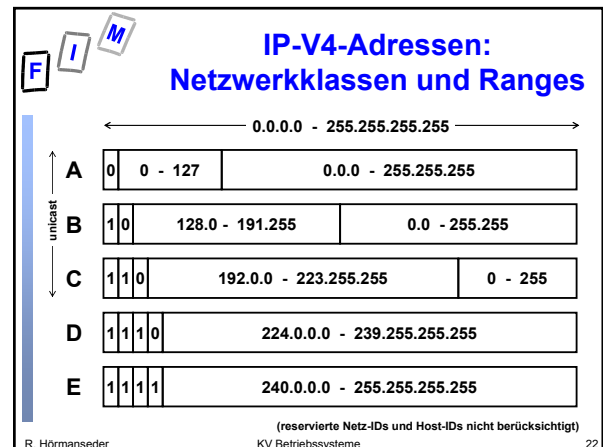 F I M
IP-V4-Adressen:
Netzwerkklassen und Ranges
0.0.0.0 - 255.255.255.255
unicast
A 0 0 - 127 0.0.0 - 255.255.255
B 1 0 128.0 - 191.255 0.0 - 255.255
C 1 1 0 192.0.0 - 223.255.255 0 - 255
D 1 1 1 0 224.0.0.0 - 239.255.255.255
E 1 1 1 1 240.0.0.0 - 255.255.255.255
(reservierte Netz-IDs und Host-IDs nicht berücksichtigt)
R. Hörmanseder KV Betriebssysteme 22